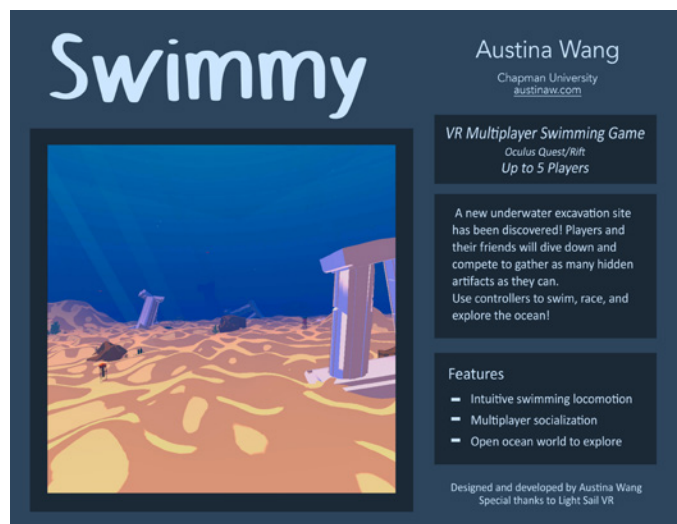 Swimmy
Austina Wang
Chapman University
austinaw.com
VR Multiplayer Swimming Game
Oculus Quest/Rift
Up to 5 Players
A new underwater excavation site
has been discovered! Players and
their friends will dive down and
compete to gather as many hidden
artifacts as they can.
Use controllers to swim, race, and
explore the ocean!
Features
- Intuitive swimming locomotion
- Multiplayer socialization
- Open ocean world to explore
Designed and developed by Austina Wang
Special thanks to Light Sail VR